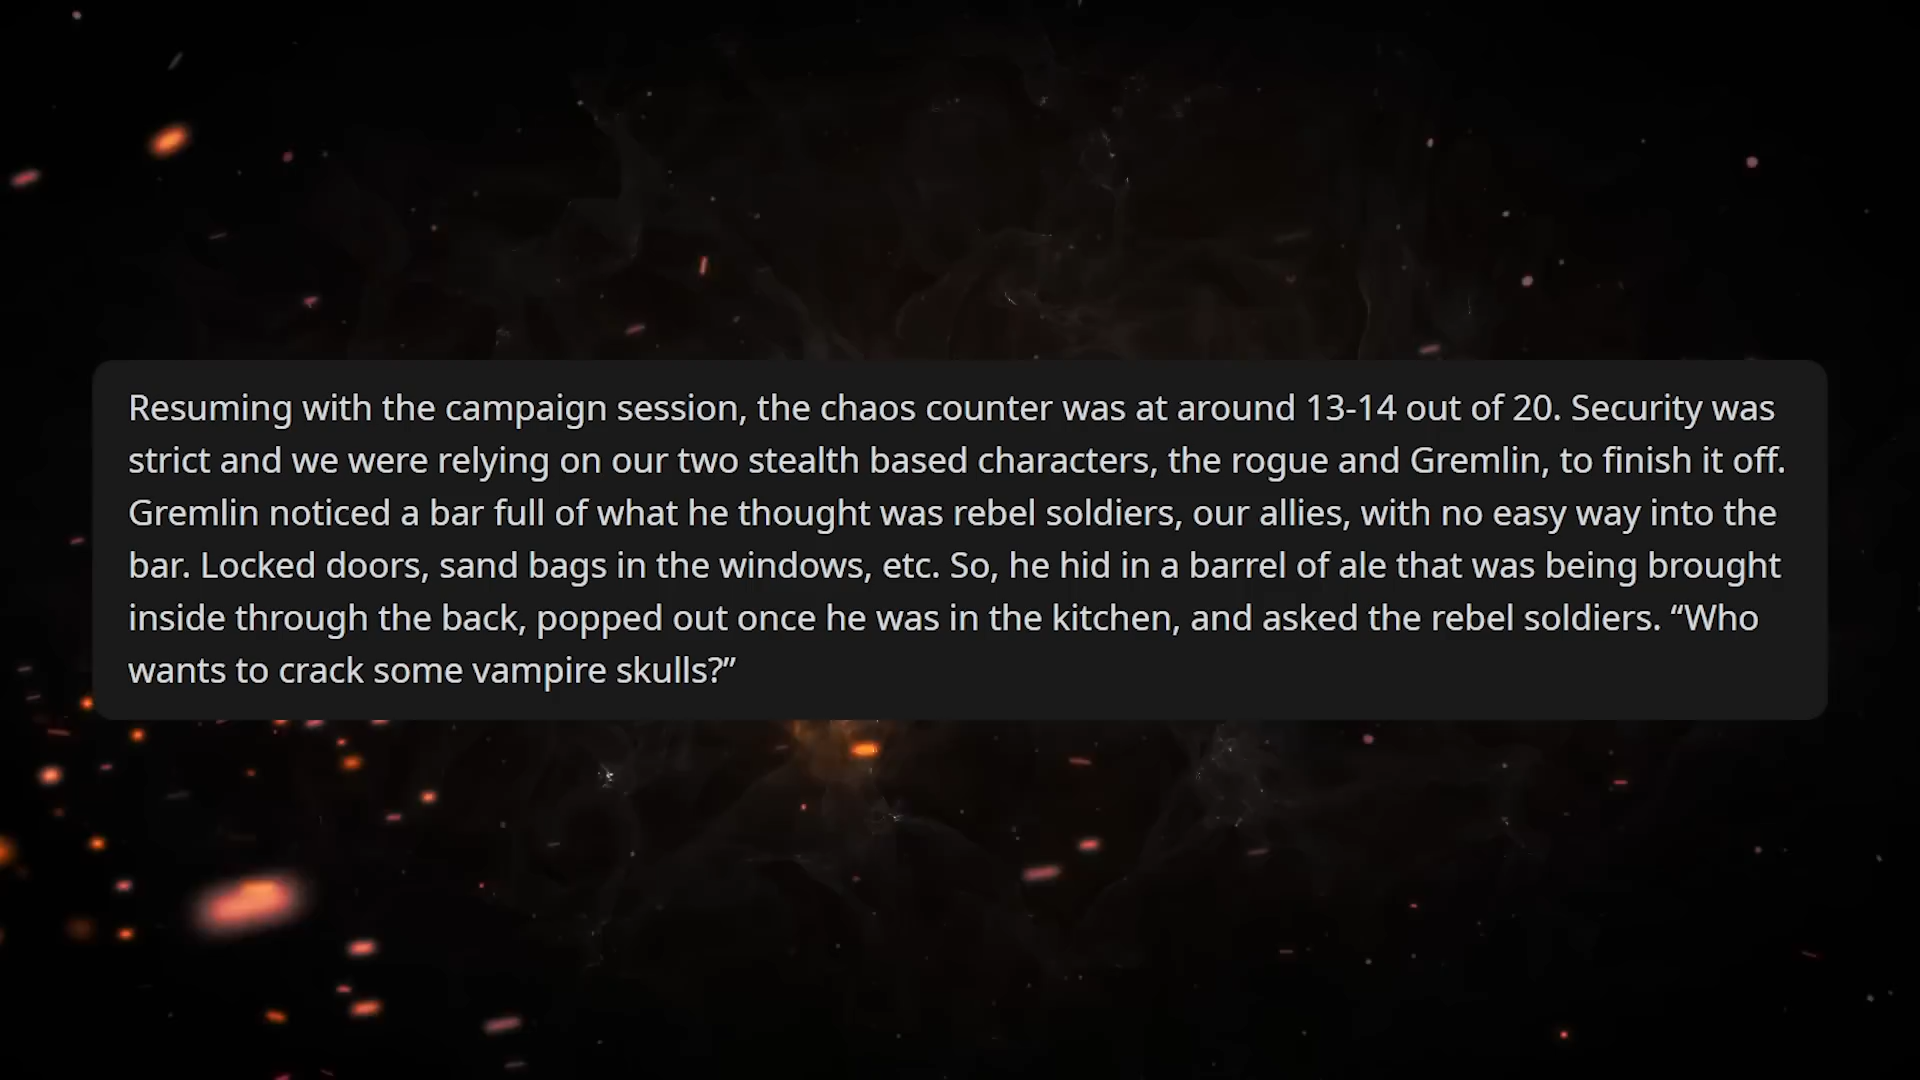 Resuming with the campaign session, the chaos counter was at around 13-14 out of 20. Security was
strict and we were relying on our two stealth based characters, the rogue and Gremlin, to finish it off.
Gremlin noticed a bar full of what he thought was rebel soldiers, our allies, with no easy way into the
bar. Locked doors, sand bags in the windows, etc. So, he hid in a barrel of ale that was being brought
inside through the back, popped out once he was in the kitchen, and asked the rebel soldiers. “Who
wants to crack some vampire skulls?”